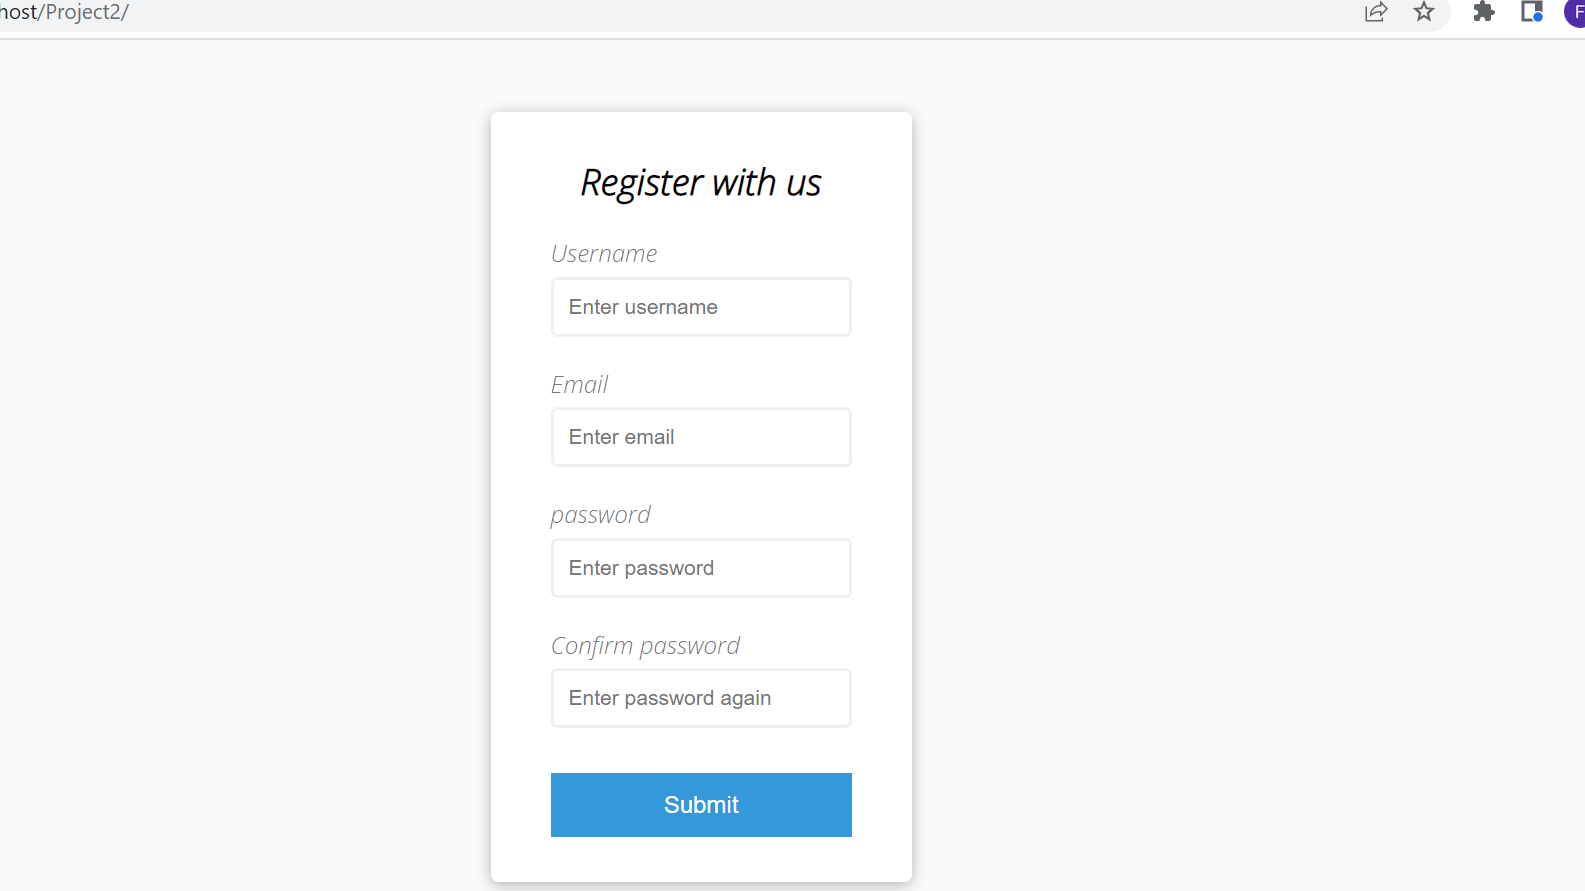 host/Project2/
F
Register with us
Username
Enter username
Email
Enter email
password
Enter password
Confirm password
Enter password again
Submit